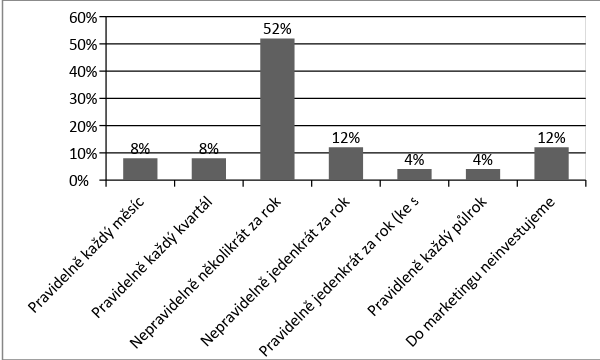 60%
50%
40%
30%
20%
10%
0%
8%
8%
52%
12%
4%
4%
12%
Pravidelně každý měsíc
Pravidelně každý kvartál
Nepravidelně několikrát za rok
Nepravidelně jedenkrát za rok
Pravidelně jedenkrát za rok (ke s
Pravidleně každý půlrok
Do marketingu neinvestujeme